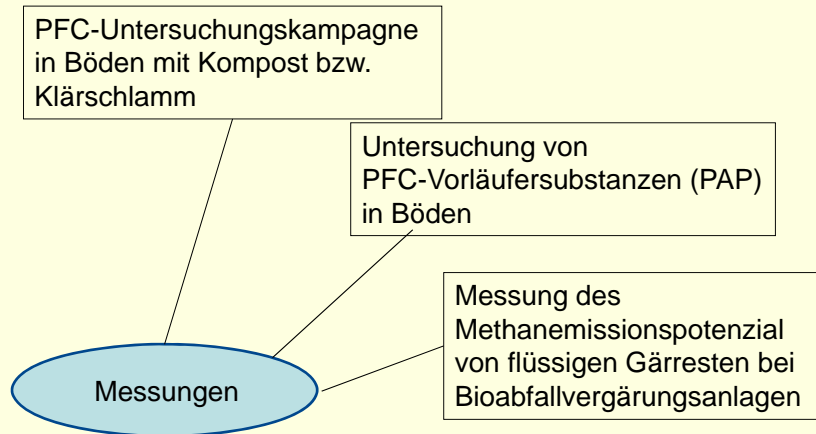 PFC-Untersuchungskampagne
in Böden mit Kompost bzw.
Klärschlamm
Untersuchung von
PFC-Vorläufersubstanzen (PAP)
in Böden
Messung des
Methanemissionspotenzial
von flüssigen Gärresten bei
Bioabfallvergärungsanlagen
Messungen